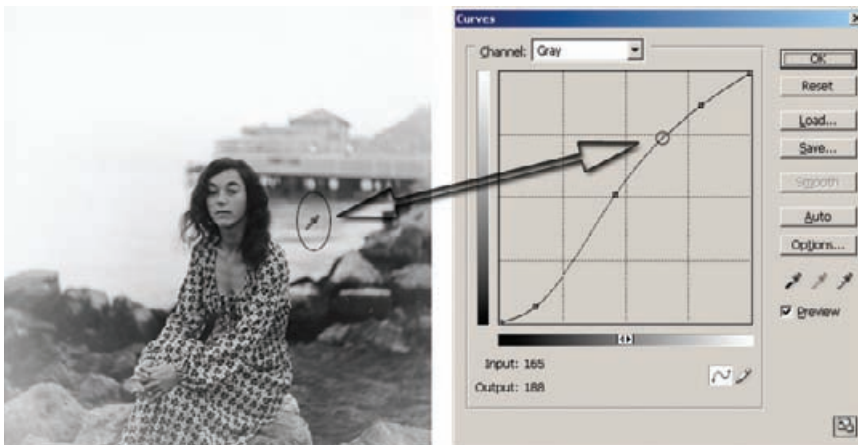 Curves
Channel: Gray
OK
Reset
Load...
Save...
Smooth
Auto
Options...
Preview
Input: 165
Output: 188